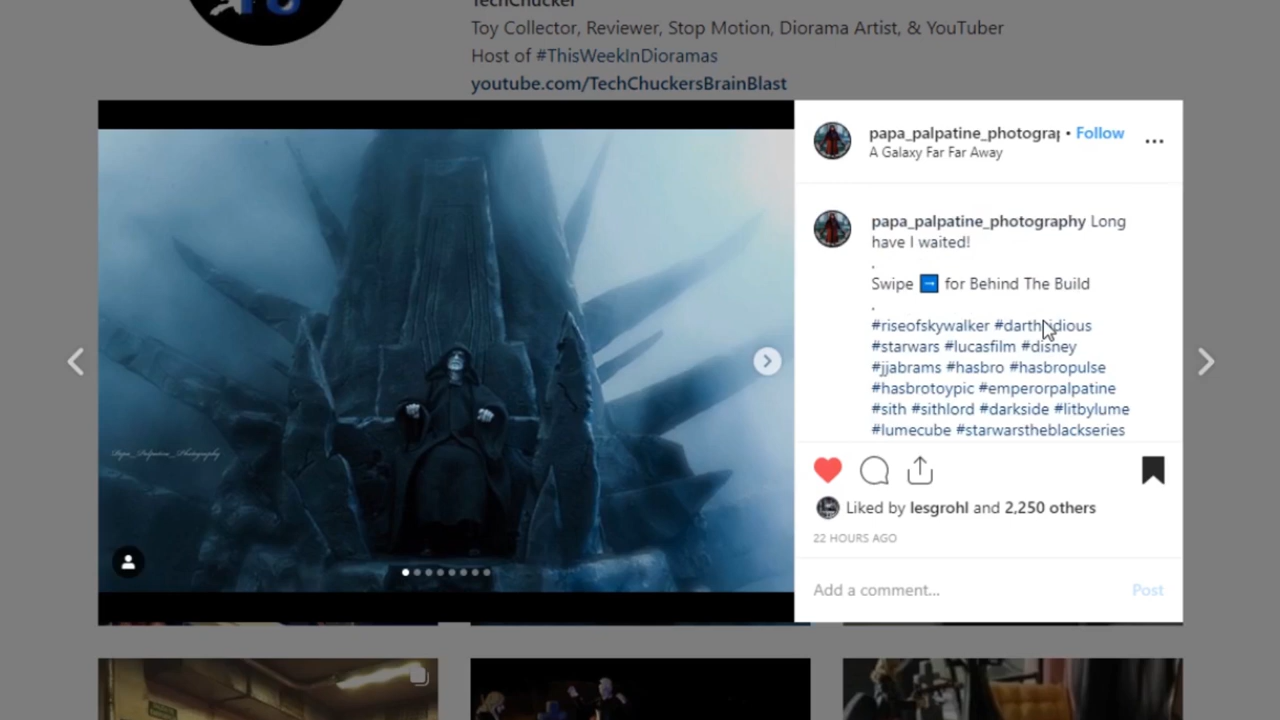 TechChucker
Toy Collector, Reviewer, Stop Motion, Diorama Artist, & YouTuber
Host of #ThisWeekInDioramas
youtube.com/TechChuckersBrainBlast
papa_palpatine_photograp • Follow
A Galaxy Far Far Away
papa_palpatine_photography Long
have I waited!
.
Swipe ➡ for Behind The Build
.
#riseofskywalker #darthsidious
#starwars #lucasfilm #disney
#jjabrams #hasbro #hasbropulse
#hasbrotoypic #emperorpalpatine
#sith #sithlord #darkside #litbylume
#lumecube #starwarstheblackseries
Papa_Palpatine_Photography
Liked by lesgrohl and 2,250 others
22 HOURS AGO
Add a comment...
Post